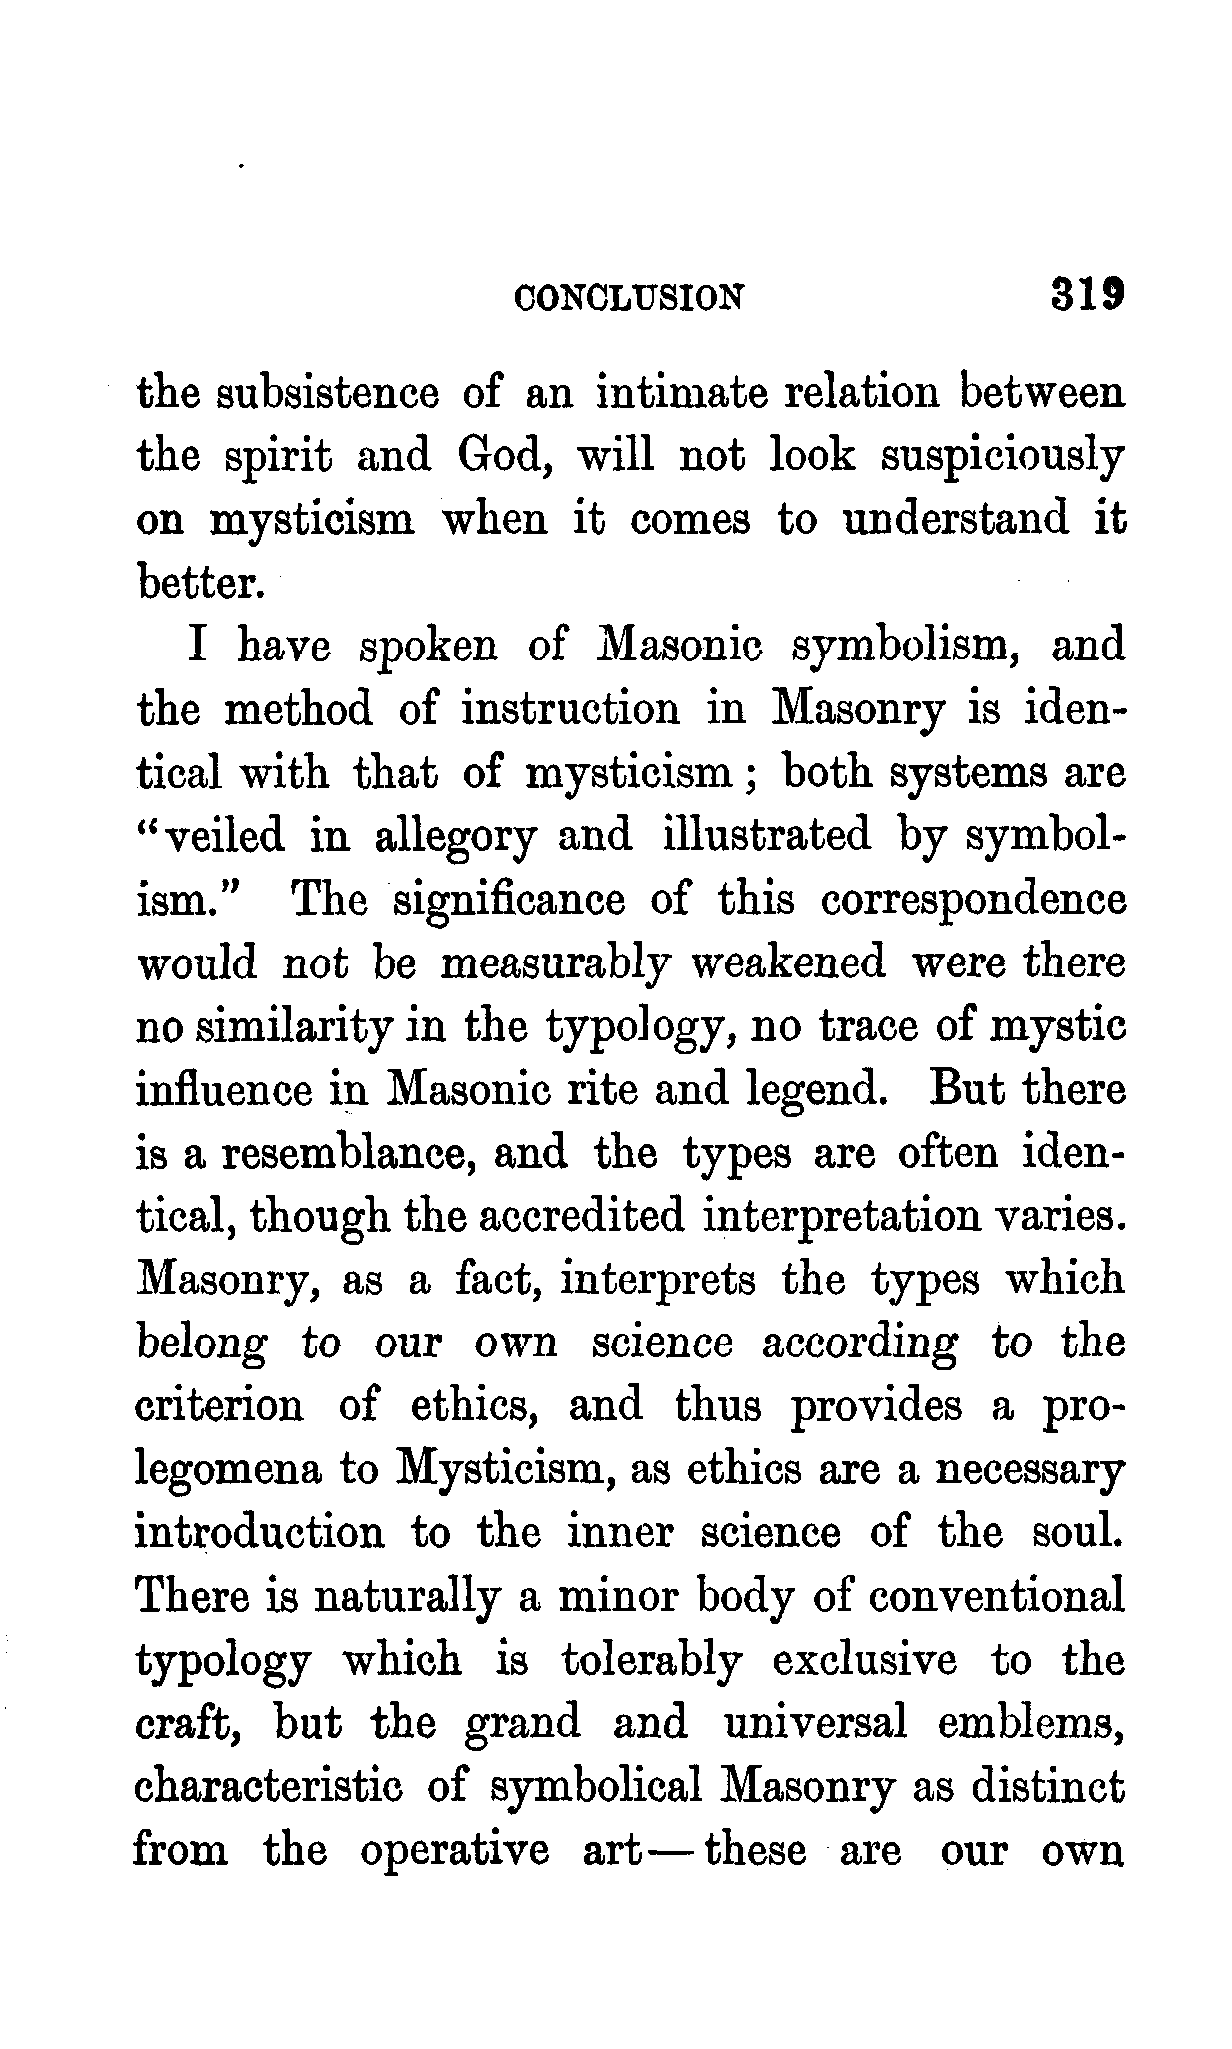 CONCLUSION 319
the subsistence of an intimate relation between
the spirit and God, will not look suspiciously
on mysticism when it comes to understand it
better.
I have spoken of Masonic symbolism, and
the method of instruction in Masonry is iden-
tical with that of mysticism ; both systems are
“veiled in allegory and illustrated by symbol-
ism.” The significance of this correspondence
would not be measurably weakened were there
no similarity in the typology, no trace of mystic
influence in Masonic rite and legend. But there
is a resemblance, and the types are often iden-
tical, though the accredited interpretation varies.
Masonry, as a fact, interprets the types which
belong to our own science according to the
criterion of ethics, and thus provides a pro-
legomena to Mysticism, as ethics are a necessary
introduction to the inner science of the soul.
There is naturally a minor body of conventional
typology which is tolerably exclusive to the
craft, but the grand and universal emblems,
characteristic of symbolical Masonry as distinct
from the operative art—these are our own